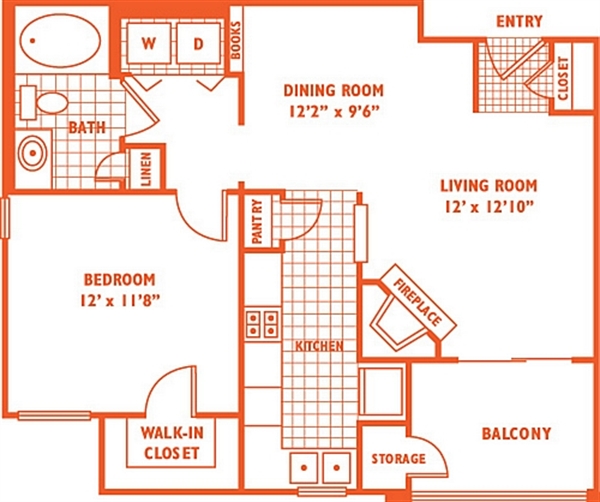 ENTRY
W
D
BOOKS
CLOSET
DINING ROOM
12'2” x 9'6”
BATH
LINEN
LIVING ROOM
12' x 12'10”
PANTRY
BEDROOM
12' x 11'8”
FIREPLACE
KITCHEN
WALK-IN
CLOSET
BALCONY
STORAGE